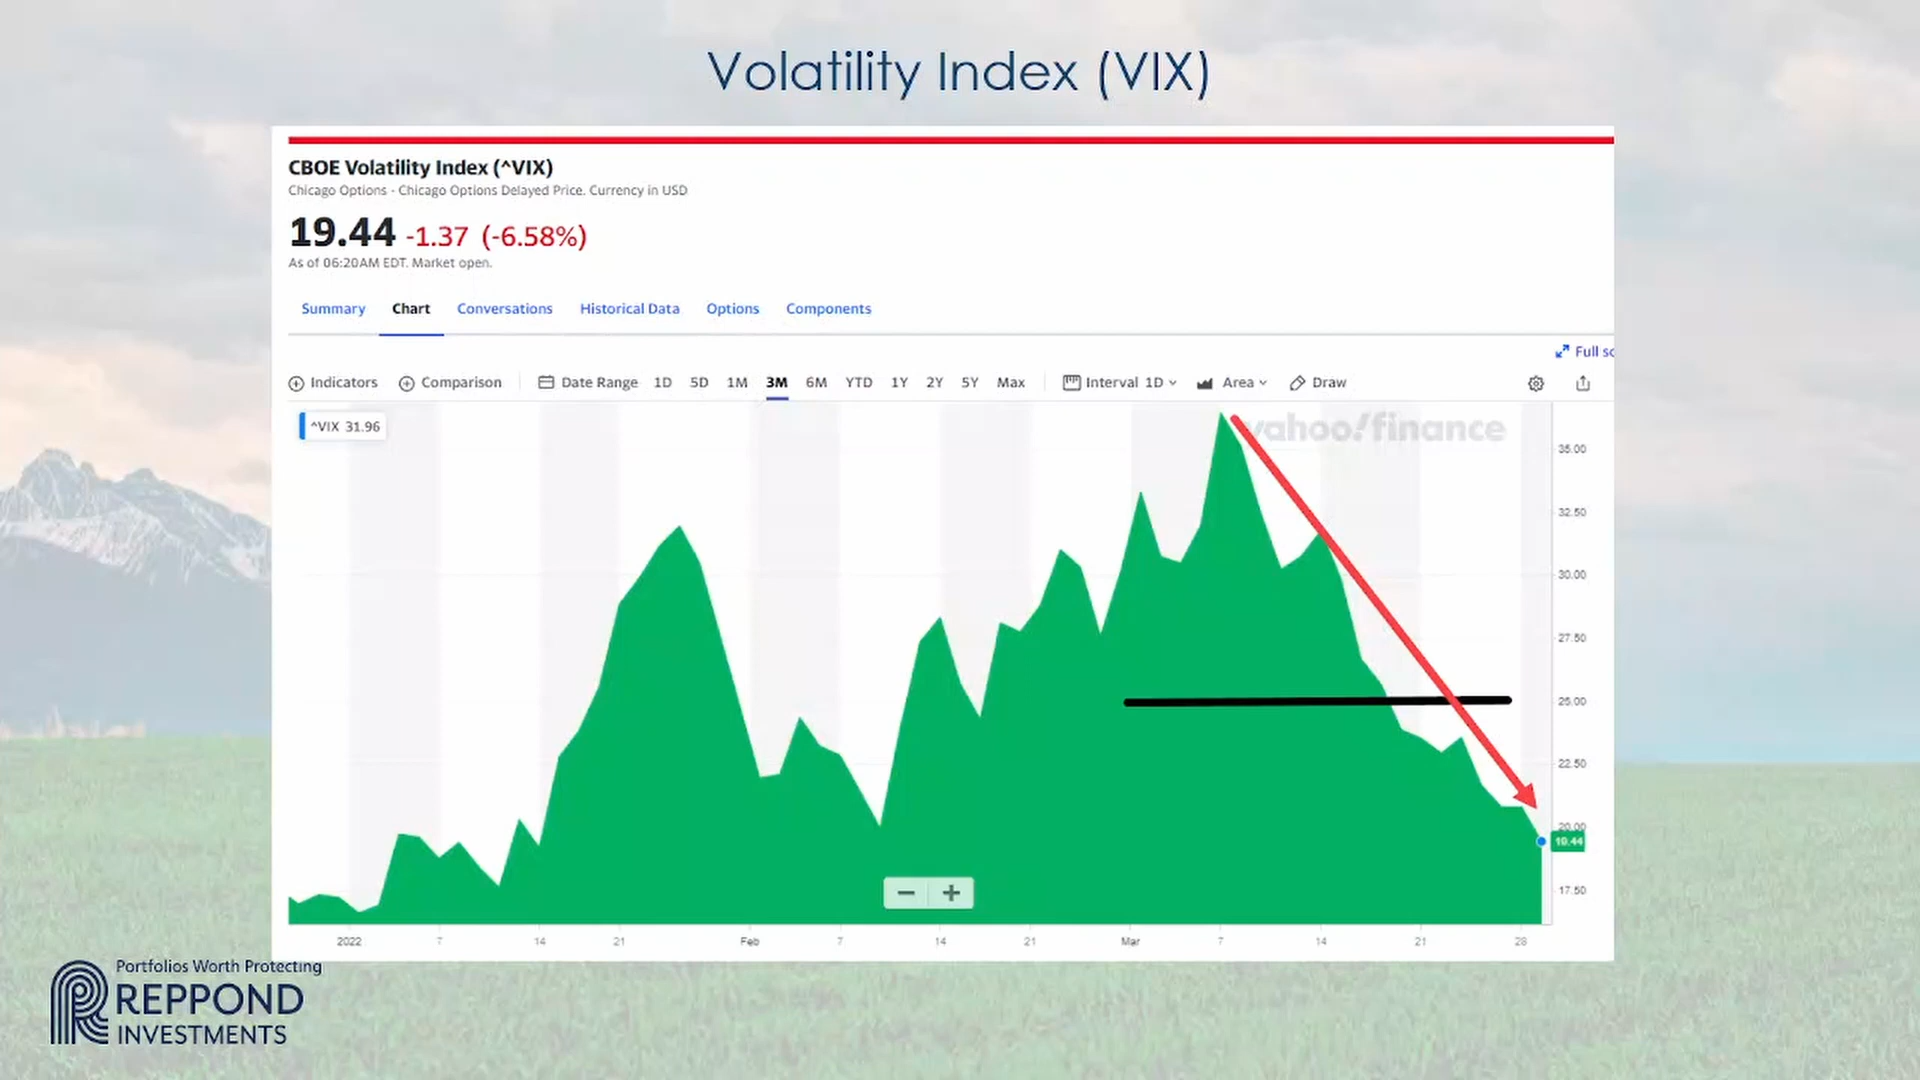 Volatility Index (VIX)
CBOE Volatility Index (^VIX)
Chicago Options - Chicago Options Delayed Price. Currency in USD
19.44 -1.37 (-6.58%)
As of 06:20AM EDT. Market open.
Summary Chart Conversations Historical Data Options Components
Full sc
Indicators Comparison Date Range 1D 5D 1M 3M 6M YTD 1Y 2Y 5Y Max Interval 1D Area Draw
^VIX 31.96
yahoo!finance
35.00
32.50
30.00
27.50
25.00
22.50
20.00
19.44
17.50
2022 7 14 21 Feb 7 14 21 Mar 7 14 21 28
Portfolios Worth Protecting
REPPOND
INVESTMENTS